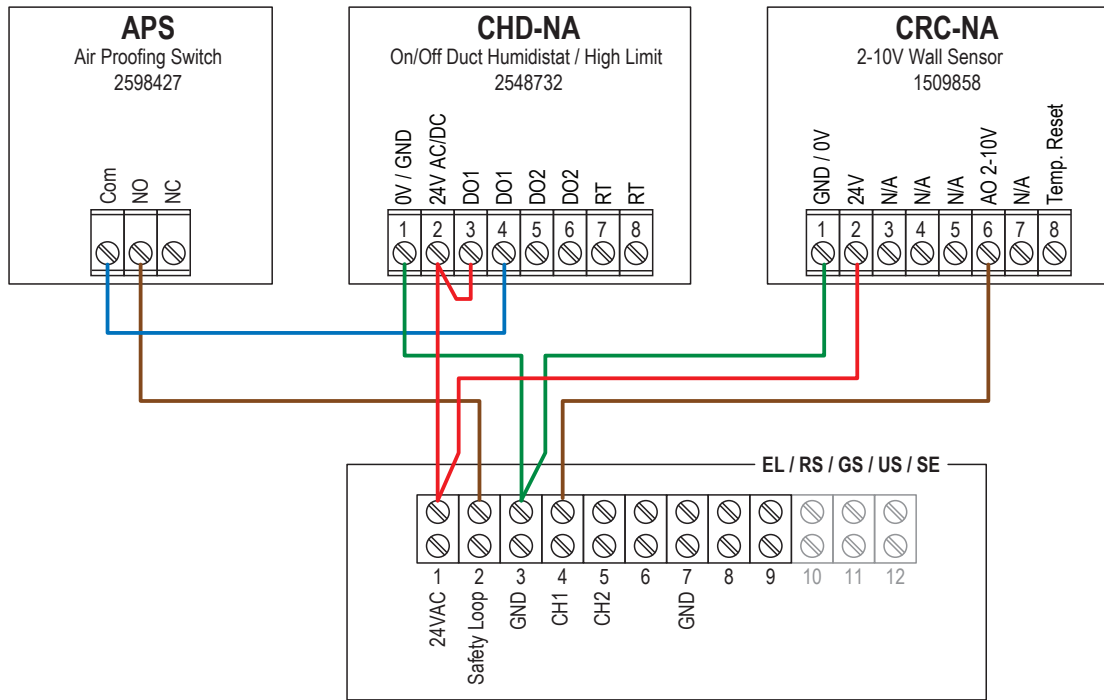 APS
Air Proofing Switch
2598427
Com
NO
NC
CHD-NA
On/Off Duct Humidistat / High Limit
2548732
0V / GND
24V AC/DC
DO1
DO1
DO2
DO2
RT
RT
1 2 3 4 5 6 7 8
CRC-NA
2-10V Wall Sensor
1509858
GND / 0V
24V
N/A
N/A
N/A
AO 2-10V
N/A
Temp. Reset
1 2 3 4 5 6 7 8
EL / RS / GS / US / SE
1 2 3 4 5 6 7 8 9 10 11 12
24VAC
Safety Loop
GND
CH1
CH2
GND